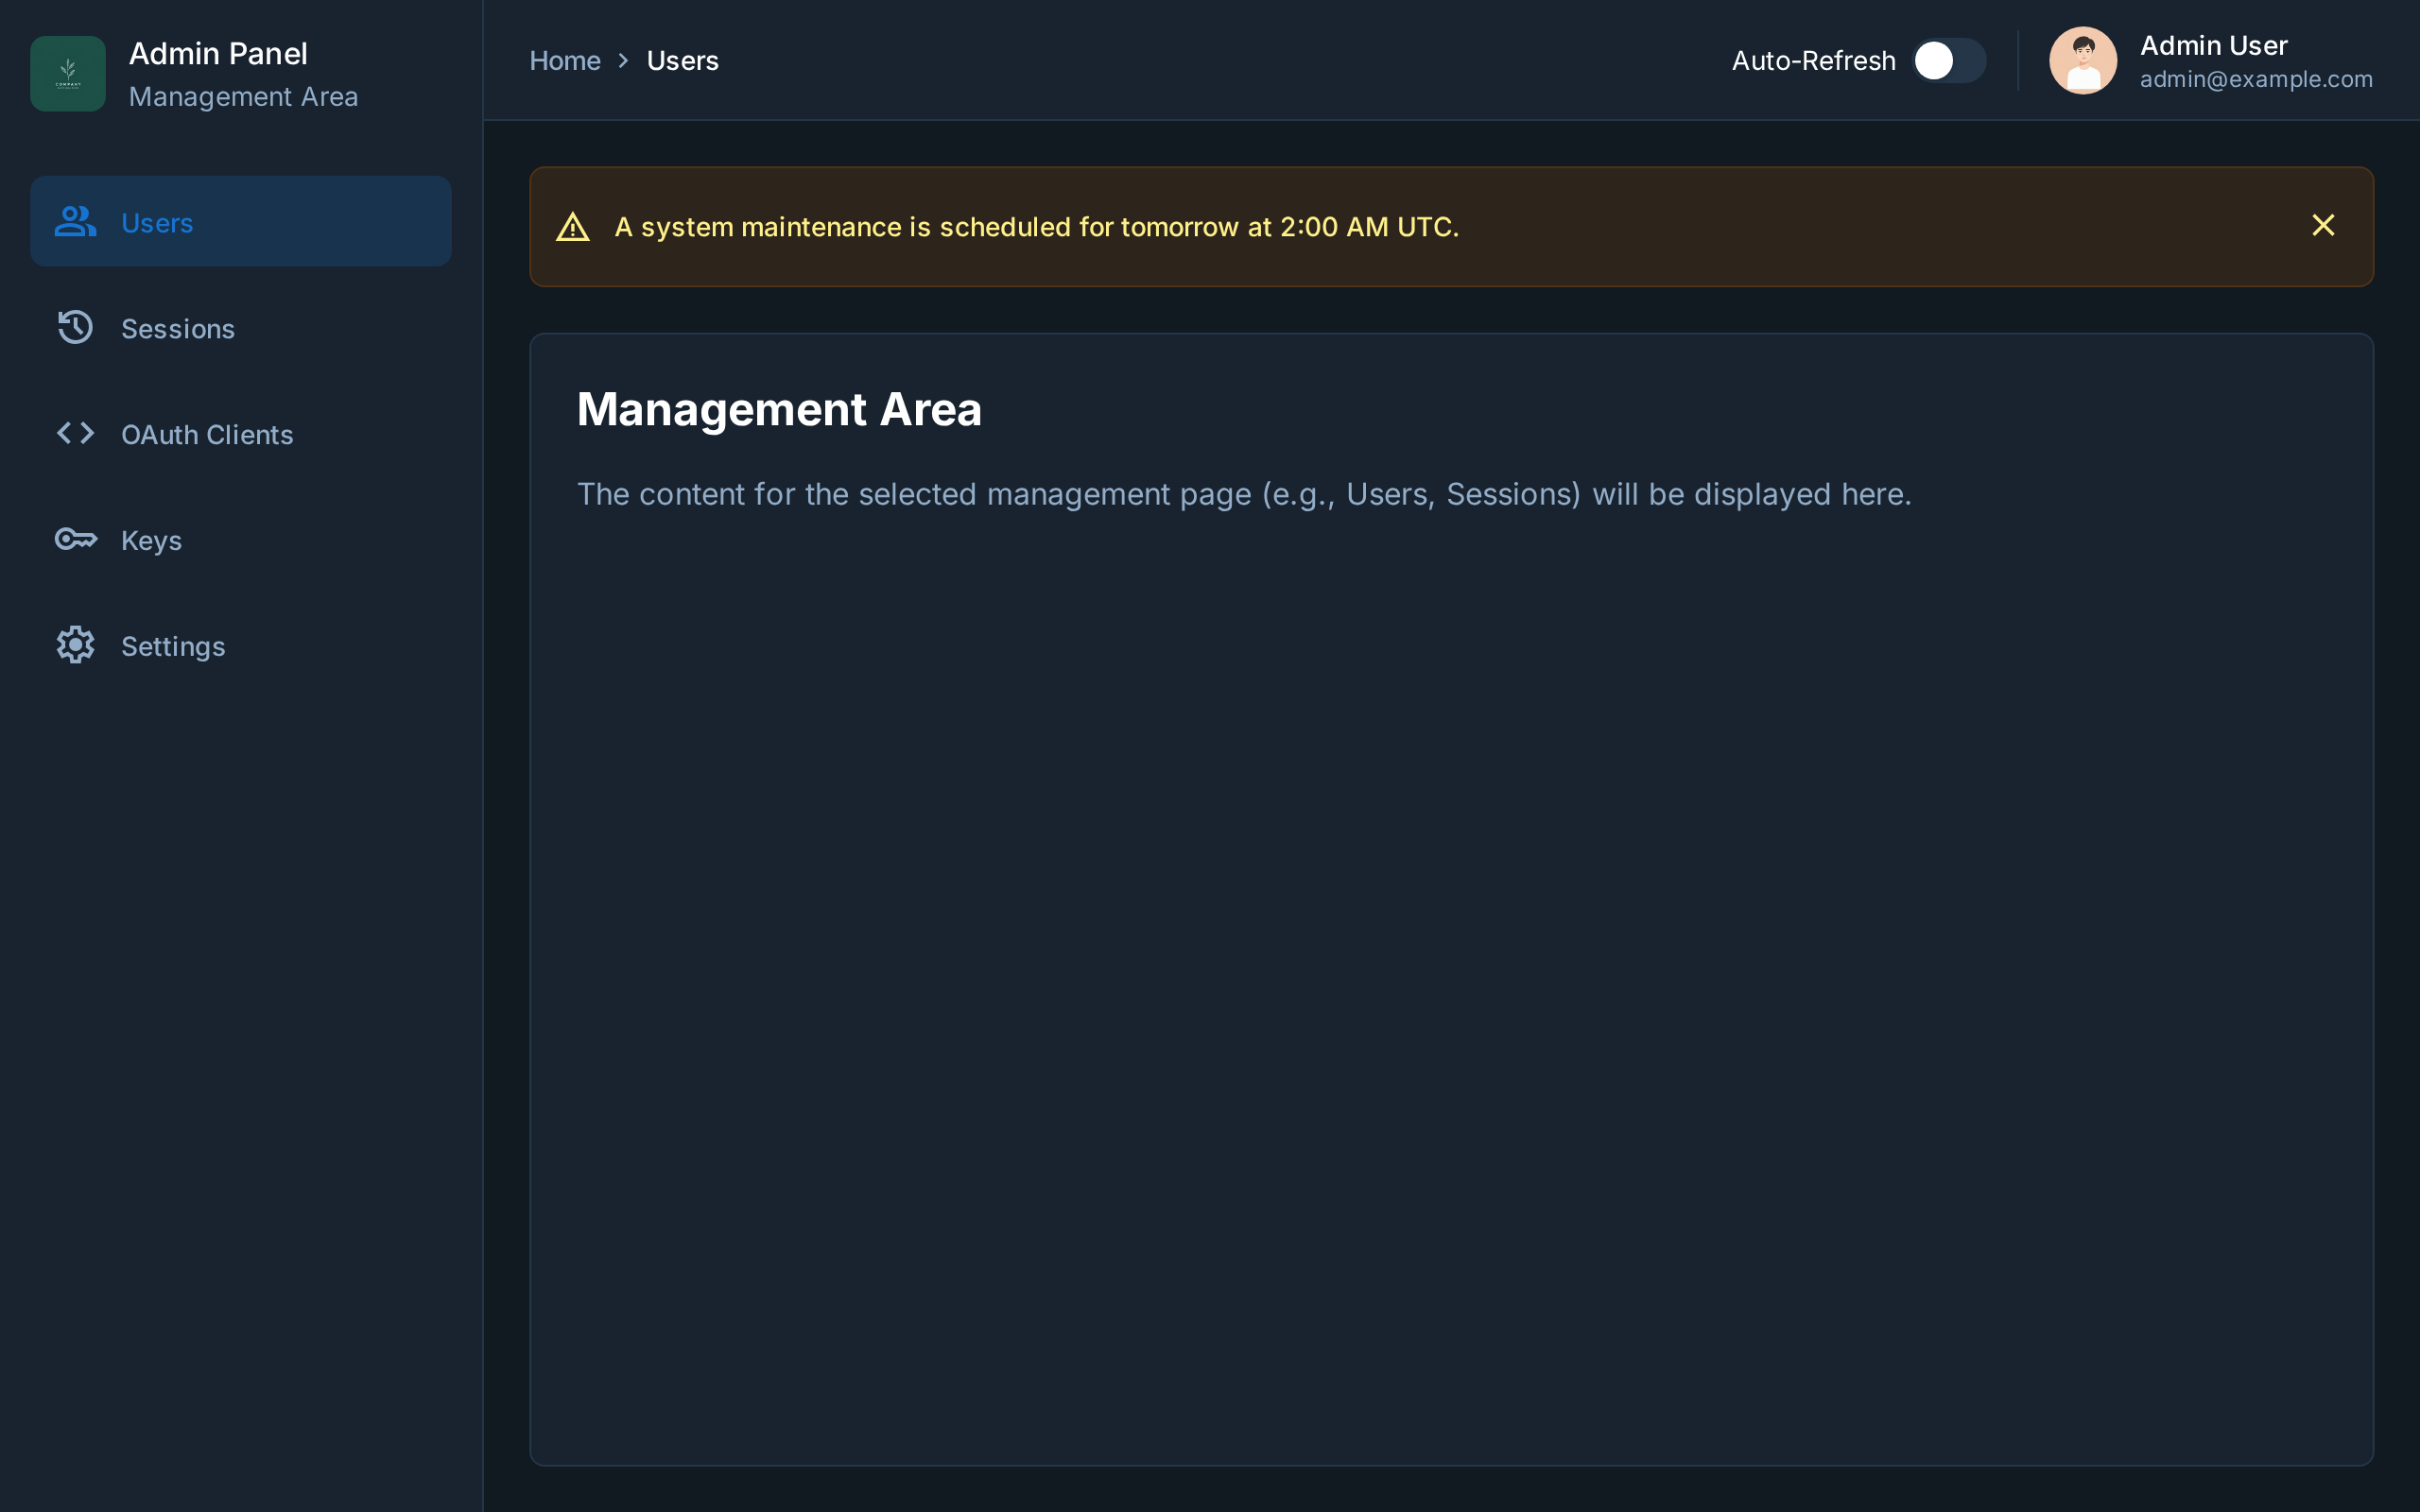 COMPANY
Admin Panel
Management Area
Users
Sessions
OAuth Clients
Keys
Settings
Home > Users
Auto-Refresh
Admin User
admin@example.com
A system maintenance is scheduled for tomorrow at 2:00 AM UTC.
Management Area
The content for the selected management page (e.g., Users, Sessions) will be displayed here.